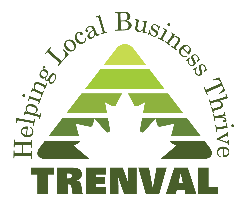 Helping Local Business Thrive
TRENVAL